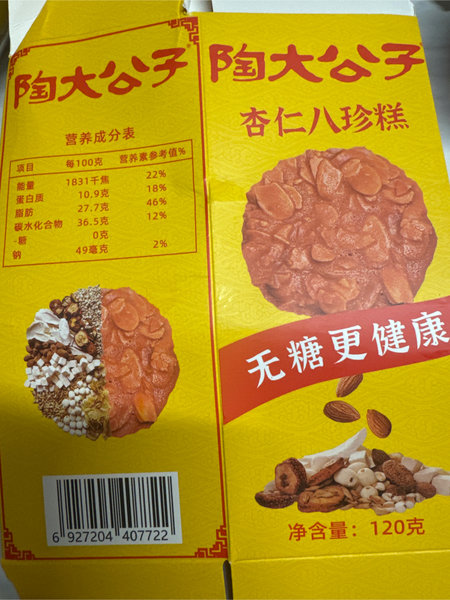 陶大公子
营养成分表
项目 每100克 营养素参考值%
能量 1831千焦 22%
蛋白质 10.9克 18%
脂肪 27.7克 46%
碳水化合物 36.5克 12%
-糖 0克
钠 49毫克 2%
6 927204 407722
陶大公子
杏仁八珍糕
无糖更健康
净含量：120克